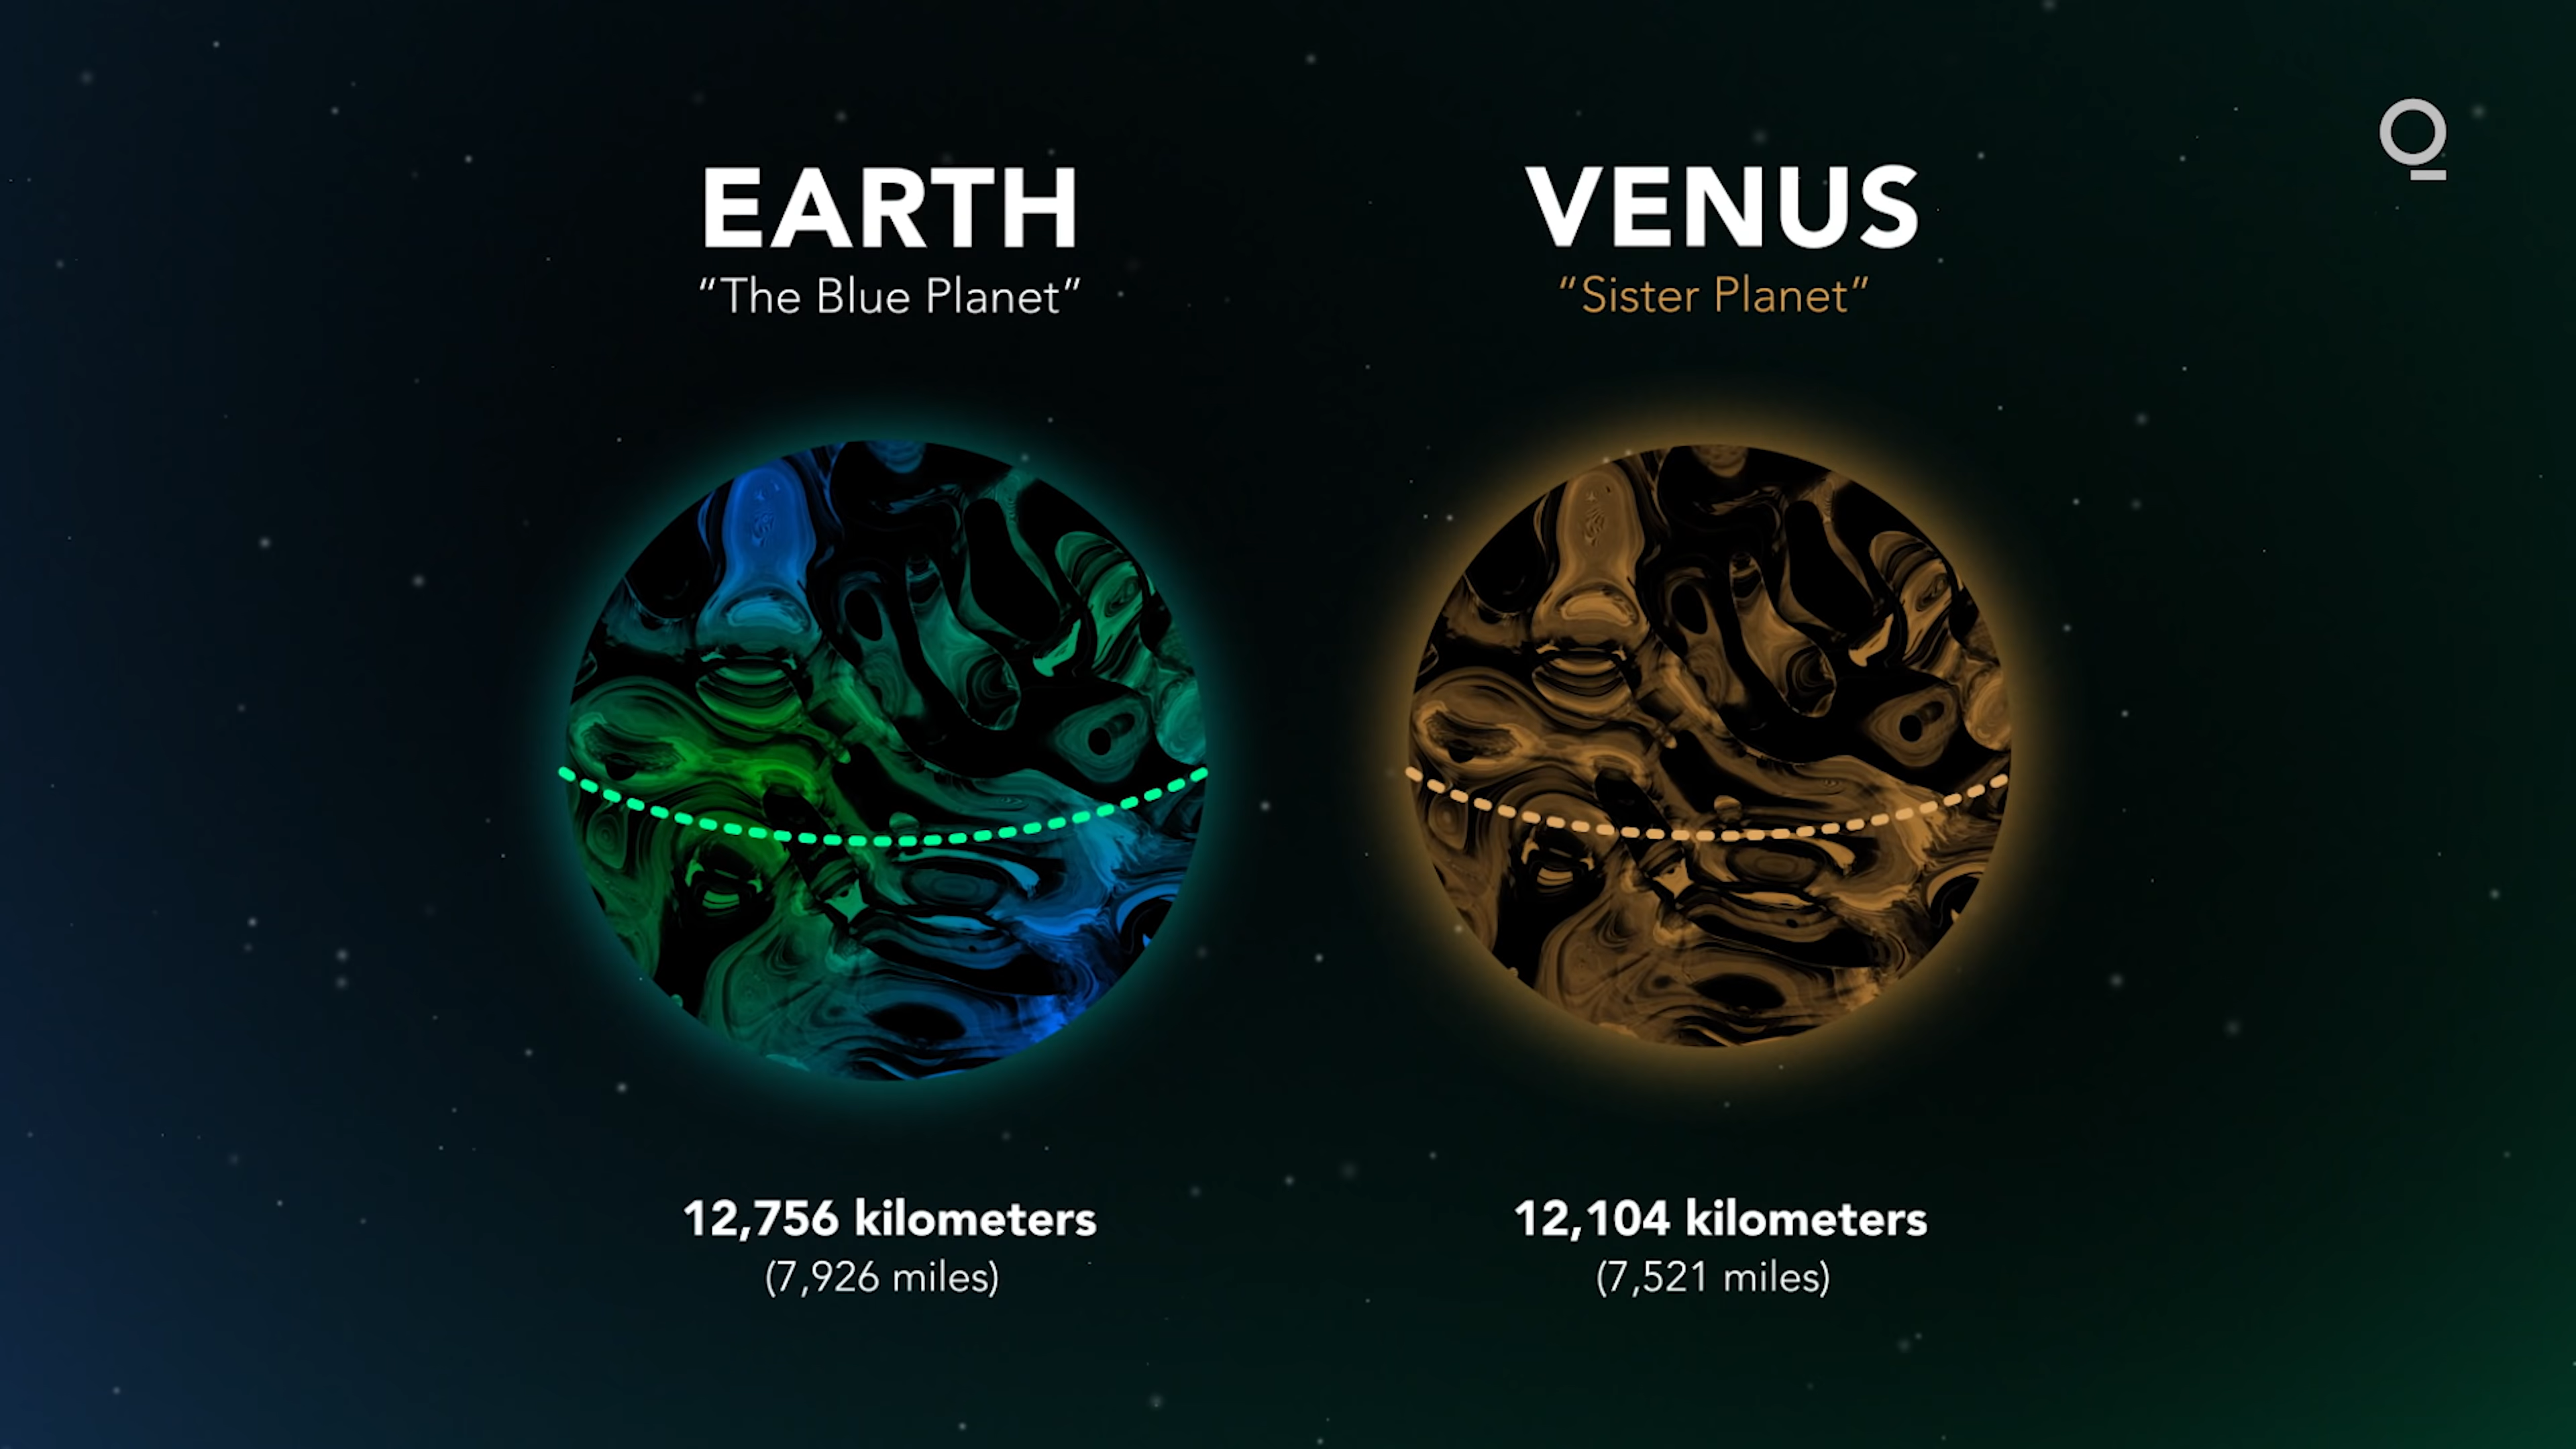 EARTH
“The Blue Planet”
12,756 kilometers
(7,926 miles)
VENUS
“Sister Planet”
12,104 kilometers
(7,521 miles)